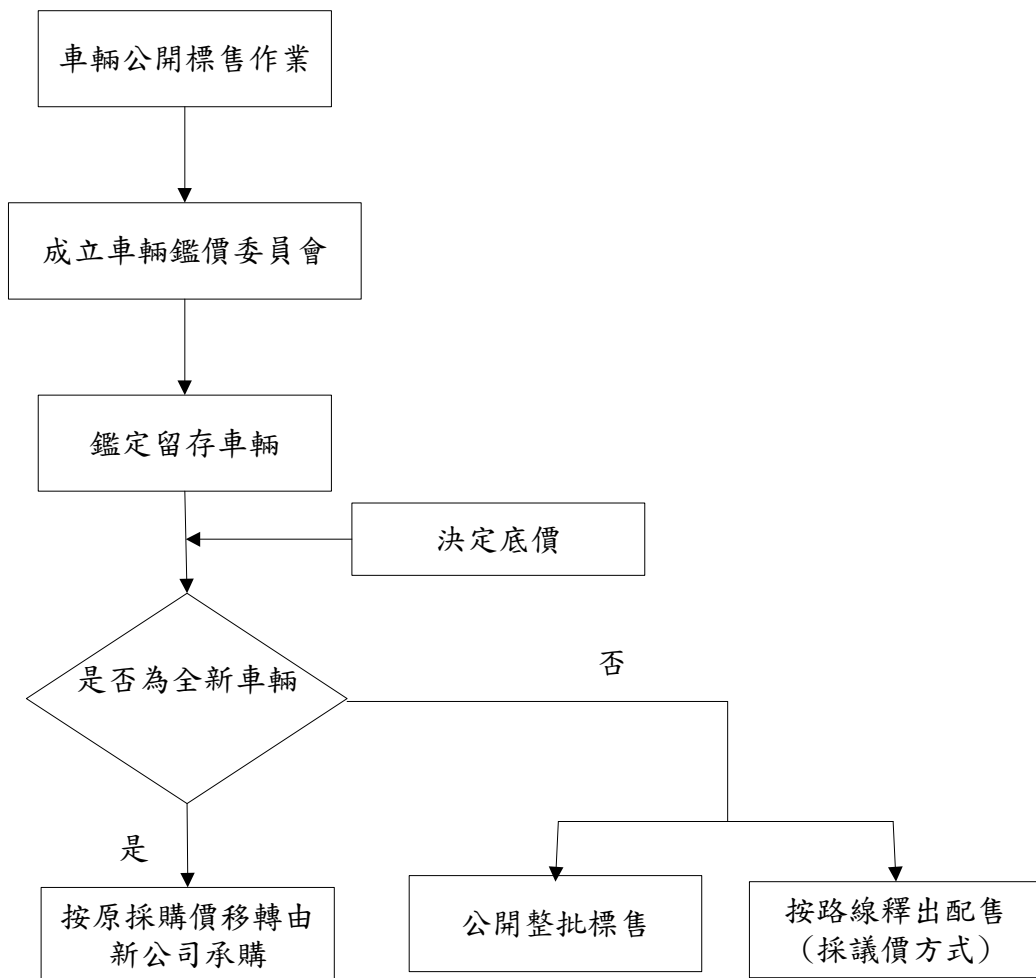 車輛公開標售作業
成立車輛鑑價委員會
鑑定留存車輛
決定底價
是否為全新車輛
否
是
按原採購價移轉由
新公司承購
公開整批標售
按路線釋出配售
（採議價方式）